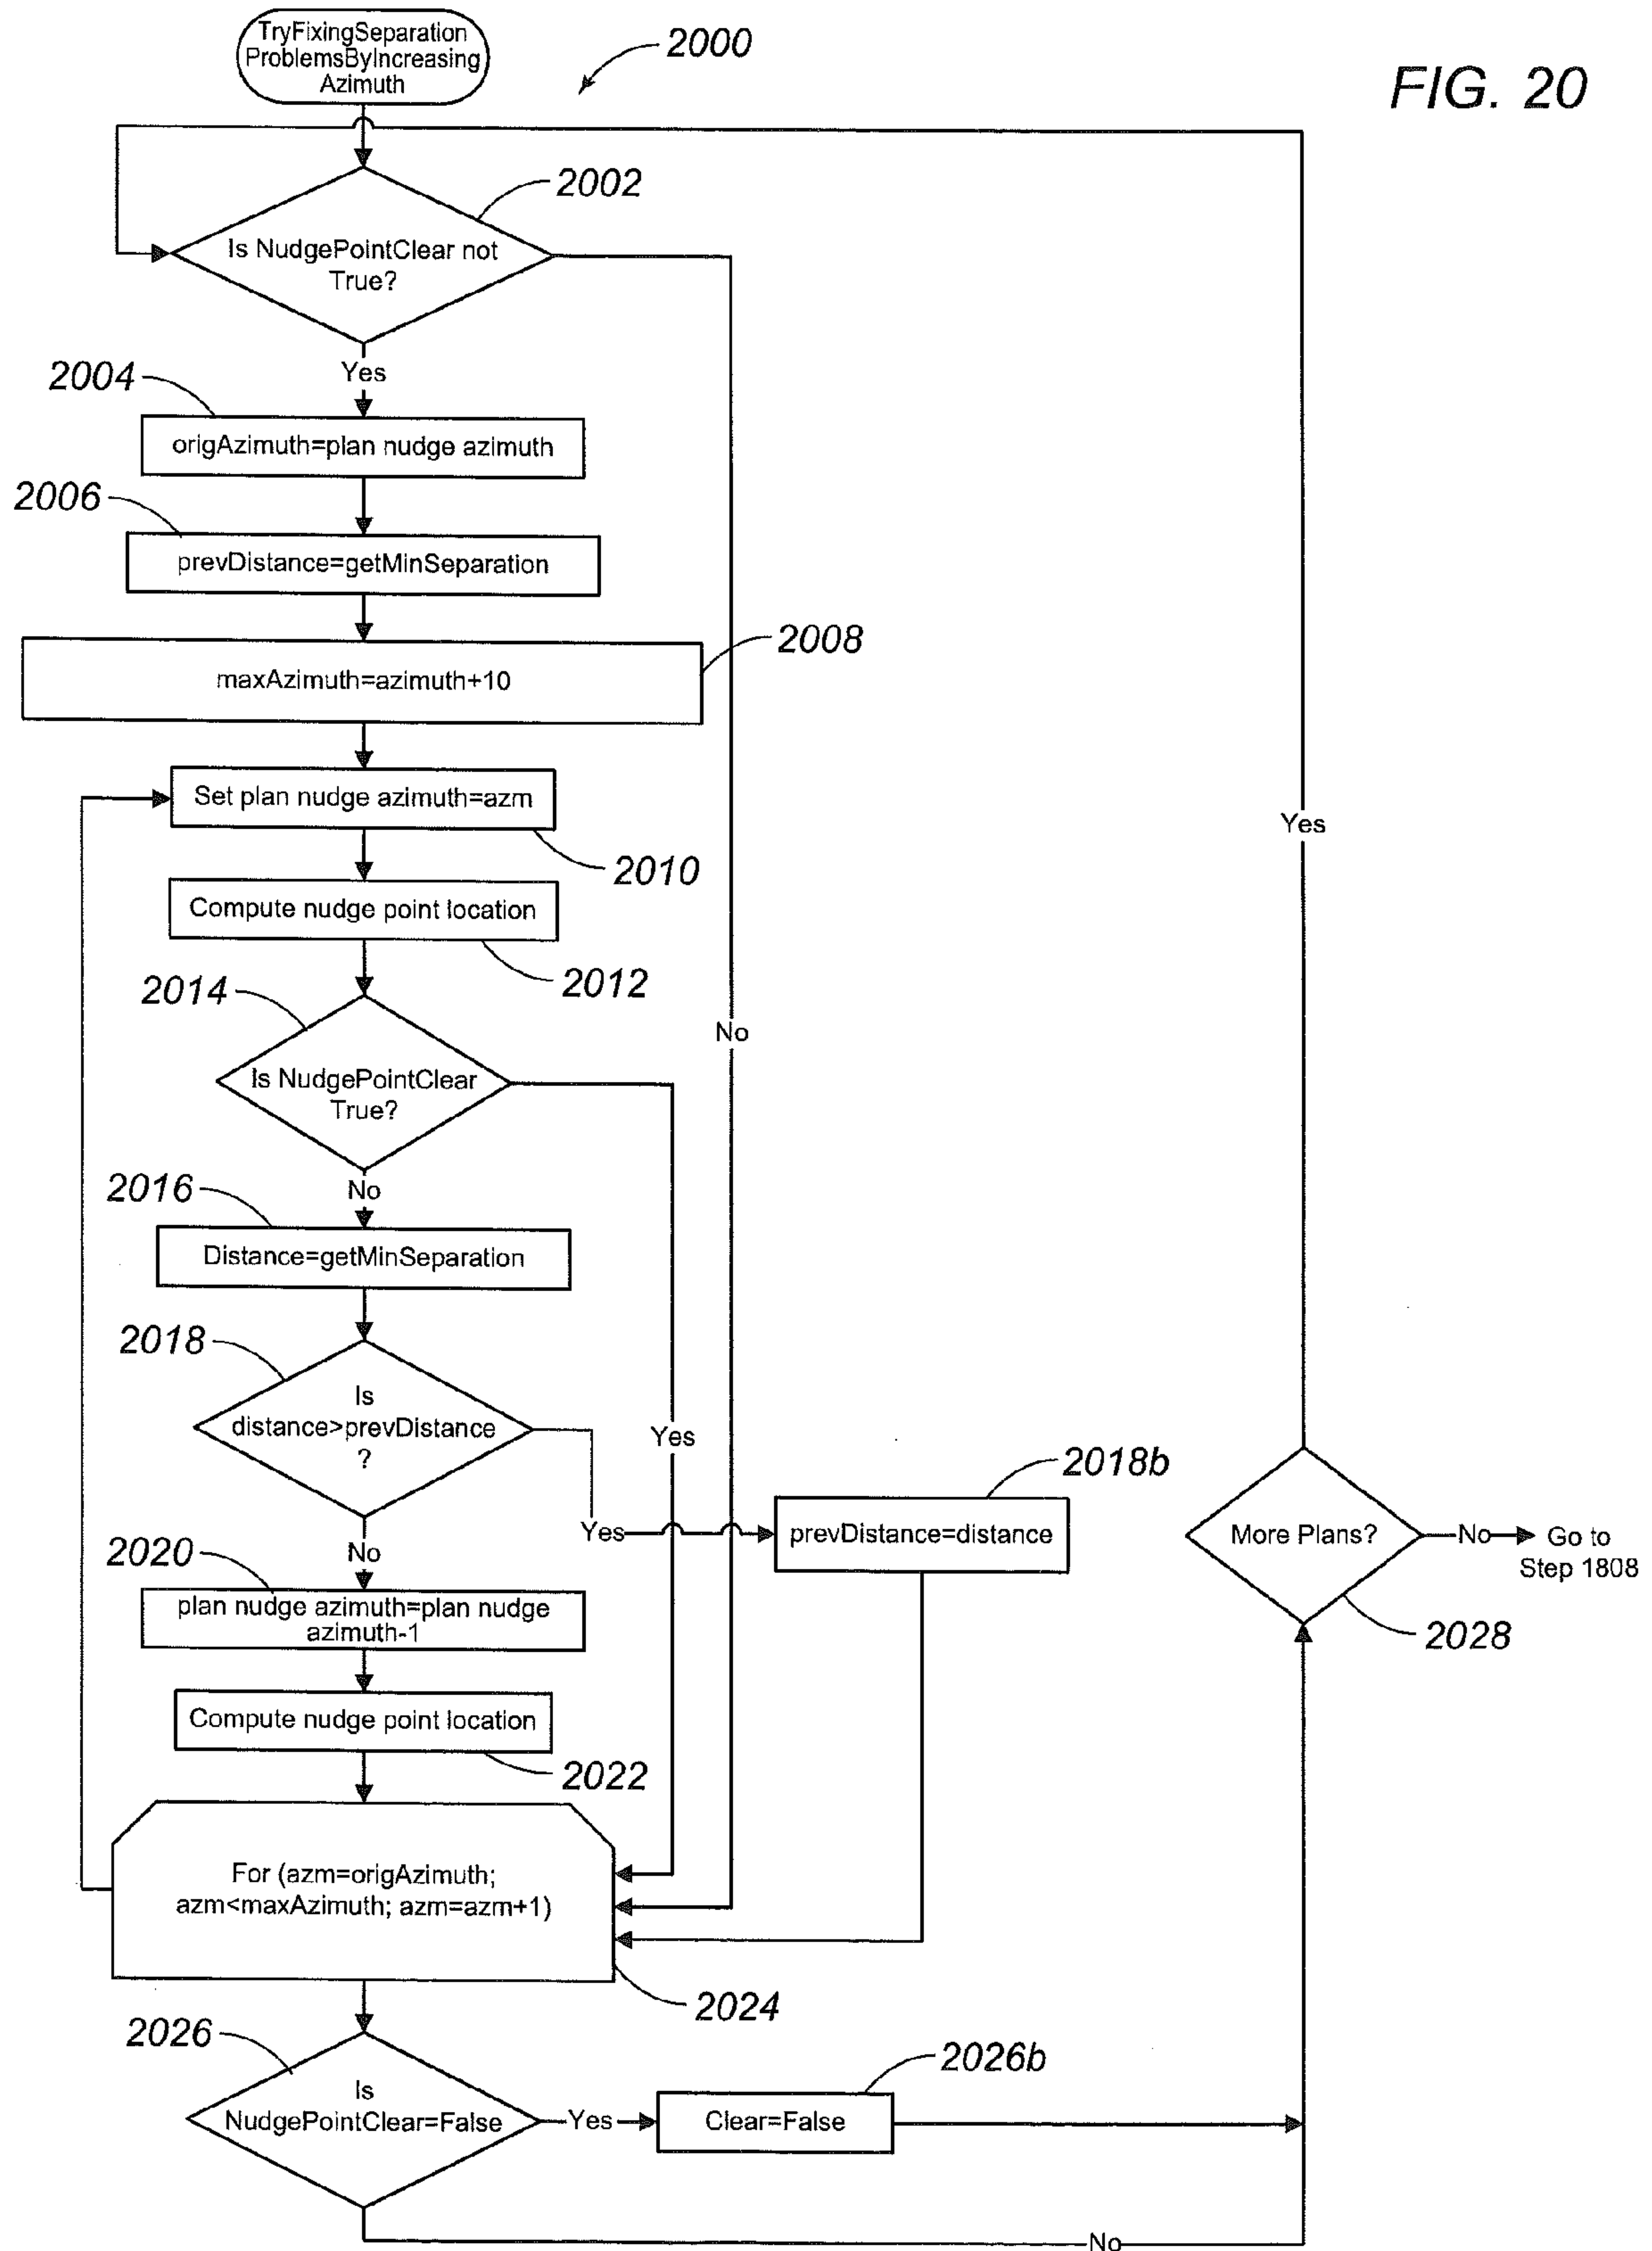 TryFixingSeparation
ProblemsByIncreasing
Azimuth
2000
FIG. 20
2002
Is NudgePointClear not
True?
Yes
2004
origAzimuth=plan nudge azimuth
2006
prevDistance=getMinSeparation
2008
maxAzimuth=azimuth+10
Set plan nudge azimuth=azm
Yes
2010
Compute nudge point location
2012
2014
No
Is NudgePointClear
True?
No
2016
Distance=getMinSeparation
2018
Is
distance>prevDistance
?
Yes
2018b
Yes
prevDistance=distance
More Plans?
No
Go to
Step 1808
No
2020
plan nudge azimuth=plan nudge
azimuth-1
2028
Compute nudge point location
2022
For (azm=origAzimuth;
azm<maxAzimuth; azm=azm+1)
2024
2026
2026b
Is
NudgePointClear=False
Yes
Clear=False
No